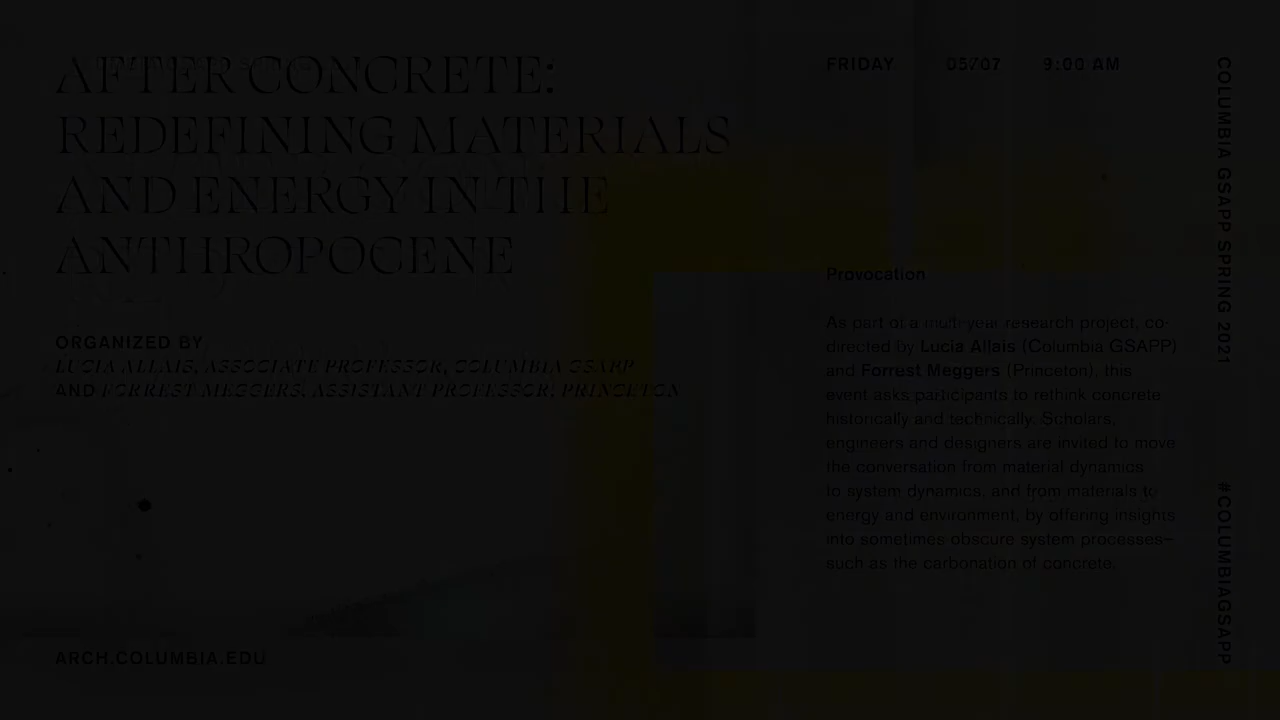 AFTER CONCRETE:
REDEFINING MATERIALS
AND ENERGY IN THE
ANTHROPOCENE
ORGANIZED BY
LUCIA ALLAIS, ASSOCIATE PROFESSOR, COLUMBIA GSAPP
AND FORREST MEGGERS, ASSISTANT PROFESSOR, PRINCETON
ARCH.COLUMBIA.EDU
FRIDAY 05/07 9:00 AM
Provocation
As part of a multi-year research project, co-
directed by Lucia Allais (Columbia GSAPP)
and Forrest Meggers (Princeton), this
event asks participants to rethink concrete
historically and technically. Scholars,
engineers and designers are invited to move
the conversation from material dynamics
to system dynamics, and from materials to
energy and environment, by offering insights
into sometimes obscure system processes–
such as the carbonation of concrete.
COLUMBIA GSAPP SPRING 2021
#COLUMBIAGSAPP